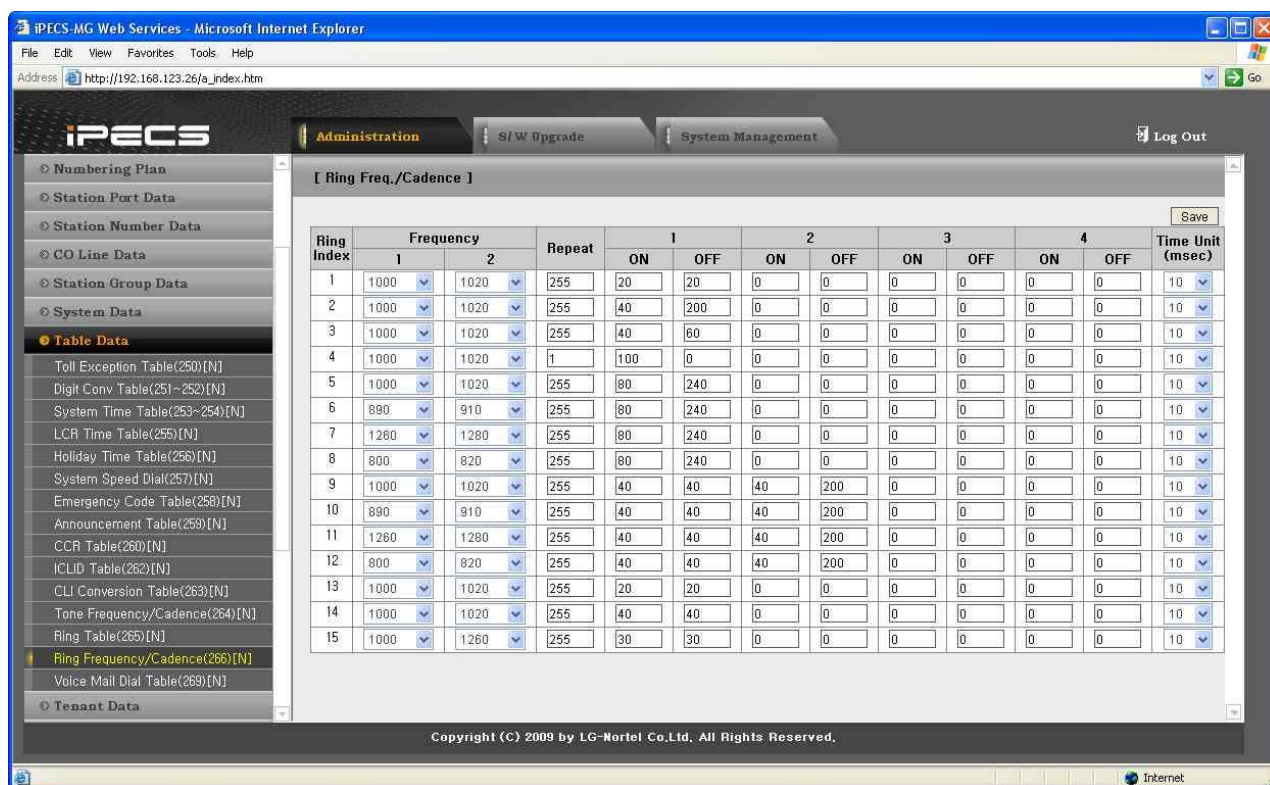 iPECS-MG Web Services - Microsoft Internet Explorer
File Edit View Favorites Tools Help
Address http://192.168.123.26/a_index.htm Go
iPECS Administration S/W Upgrade System Management Log Out
Numbering Plan
Station Port Data
Station Number Data
CO Line Data
Station Group Data
System Data
Table Data
Toll Exception Table(250)[N]
Digit Conv Table(251~252)[N]
System Time Table(253~254)[N]
LCR Time Table(255)[N]
Holiday Time Table(256)[N]
System Speed Dial(257)[N]
Emergency Code Table(258)[N]
Announcement Table(259)[N]
CCR Table(260)[N]
ICLID Table(262)[N]
CLI Conversion Table(263)[N]
Tone Frequency/Cadence(264)[N]
Ring Table(265)[N]
Ring Frequency/Cadence(266)[N]
Voice Mail Dial Table(269)[N]
Tenant Data
[ Ring Freq./Cadence ]
Save
Ring Index Frequency Repeat 1 2 3 4 Time Unit (msec)
1 2 ON OFF ON OFF ON OFF ON OFF
1 1000 1020 255 20 20 0 0 0 0 0 0 10
2 1000 1020 255 40 200 0 0 0 0 0 0 10
3 1000 1020 255 40 60 0 0 0 0 0 0 10
4 1000 1020 1 100 0 0 0 0 0 0 0 10
5 1000 1020 255 80 240 0 0 0 0 0 0 10
6 890 910 255 80 240 0 0 0 0 0 0 10
7 1260 1280 255 80 240 0 0 0 0 0 0 10
8 800 820 255 80 240 0 0 0 0 0 0 10
9 1000 1020 255 40 40 40 200 0 0 0 0 10
10 890 910 255 40 40 40 200 0 0 0 0 10
11 1260 1280 255 40 40 40 200 0 0 0 0 10
12 800 820 255 40 40 40 200 0 0 0 0 10
13 1000 1020 255 20 20 0 0 0 0 0 0 10
14 1000 1020 255 40 40 0 0 0 0 0 0 10
15 1000 1260 255 30 30 0 0 0 0 0 0 10
Copyright (C) 2009 by LG-Nortel Co,Ltd, All Rights Reserved.
Internet